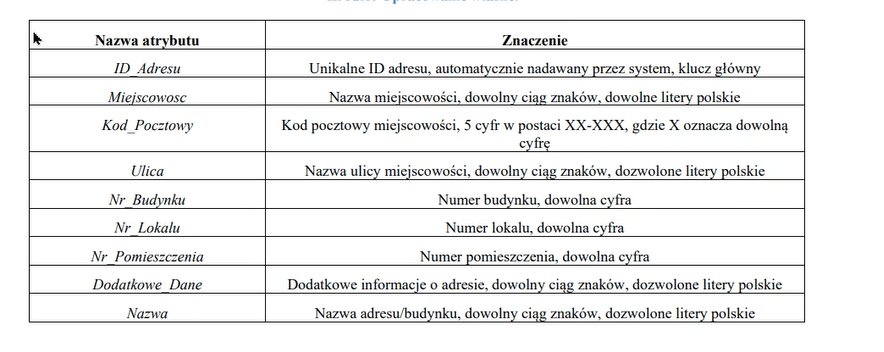 Nazwa atrybutu Znaczenie
ID_Adresu Unikalne ID adresu, automatycznie nadawany przez system, klucz główny
Miejscowosc Nazwa miejscowości, dowolny ciąg znaków, dowolne litery polskie
Kod_Pocztowy Kod pocztowy miejscowości, 5 cyfr w postaci XX-XXX, gdzie X oznacza dowolną
cyfrę
Ulica Nazwa ulicy miejscowości, dowolny ciąg znaków, dozwolone litery polskie
Nr_Budynku Numer budynku, dowolna cyfra
Nr_Lokalu Numer lokalu, dowolna cyfra
Nr_Pomieszczenia Numer pomieszczenia, dowolna cyfra
Dodatkowe_Dane Dodatkowe informacje o adresie, dowolny ciąg znaków, dozwolone litery polskie
Nazwa Nazwa adresu/budynku, dowolny ciąg znaków, dozwolone litery polskie